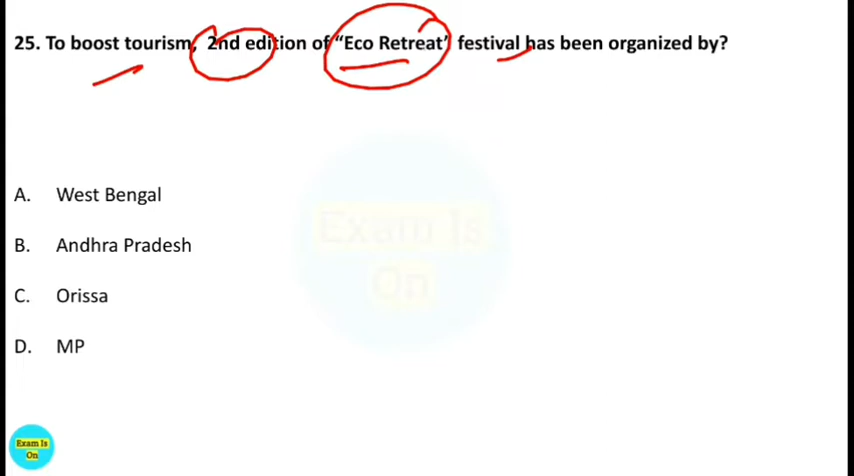 25. To boost tourism, 2nd edition of "Eco Retreat" festival has been organized by?
Exam Is
On
A. West Bengal
B. Andhra Pradesh
C. Orissa
D. MP
Exam Is
On